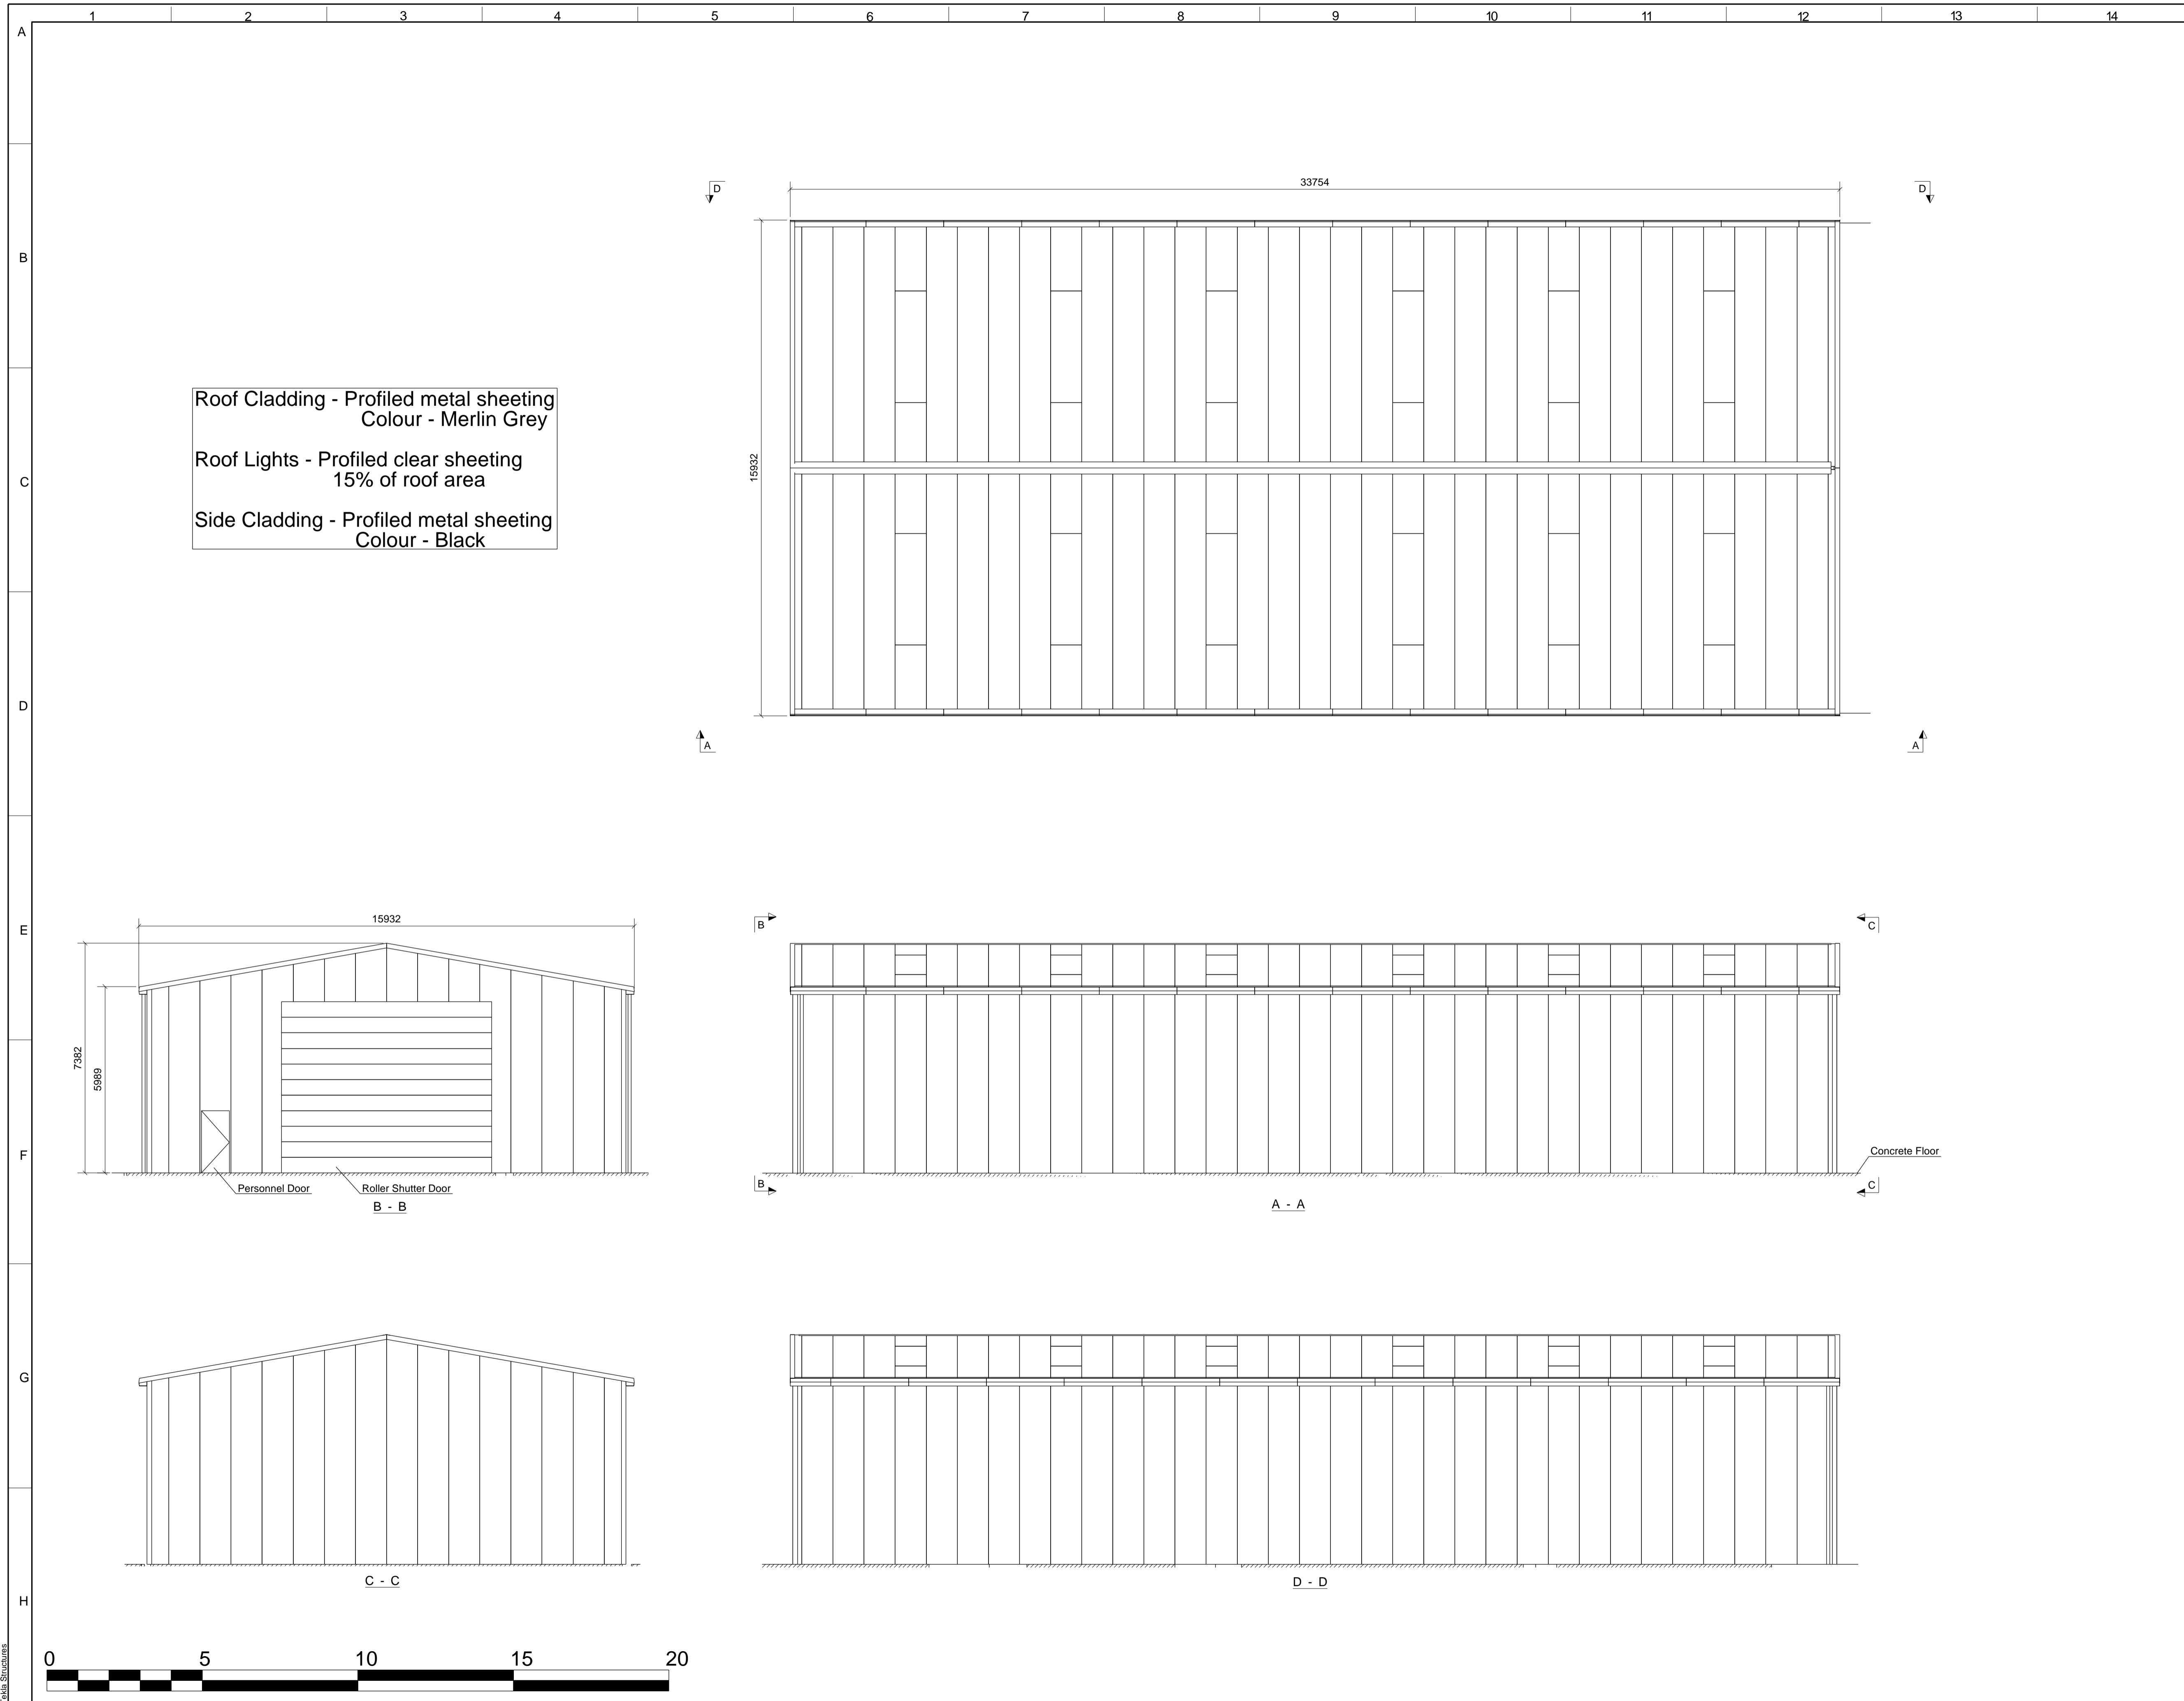 1 2 3 4 5 6 7 8 9 10 11 12 13 14
A
B
C
D
E
F
G
H
D
D
33754
15932
Roof Cladding - Profiled metal sheeting
Colour - Merlin Grey
Roof Lights - Profiled clear sheeting
15% of roof area
Side Cladding - Profiled metal sheeting
Colour - Black
A
A
15932
7382
5989
Personnel Door
Roller Shutter Door
B - B
B
C
B
C
Concrete Floor
A - A
C - C
D - D
0 5 10 15 20
Tekla Structures